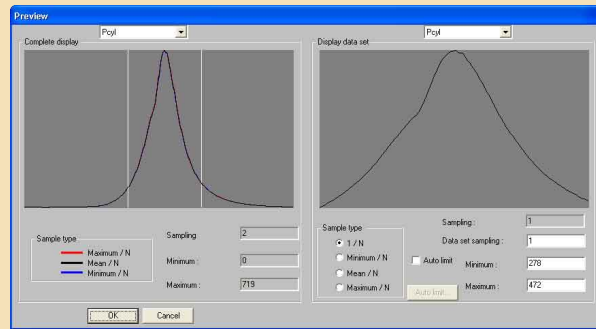 Preview
Pcyl
Pcyl
Complete display
Display data set
Sample type
Maximum / N
Mean / N
Minimum / N
Sampling
2
Minimum :
0
Maximum :
719
Sample type
1 / N
Minimum / N
Mean / N
Maximum / N
Sampling :
1
Data set sampling :
1
Auto limit
Minimum :
278
Auto limit...
Maximum :
472
OK
Cancel